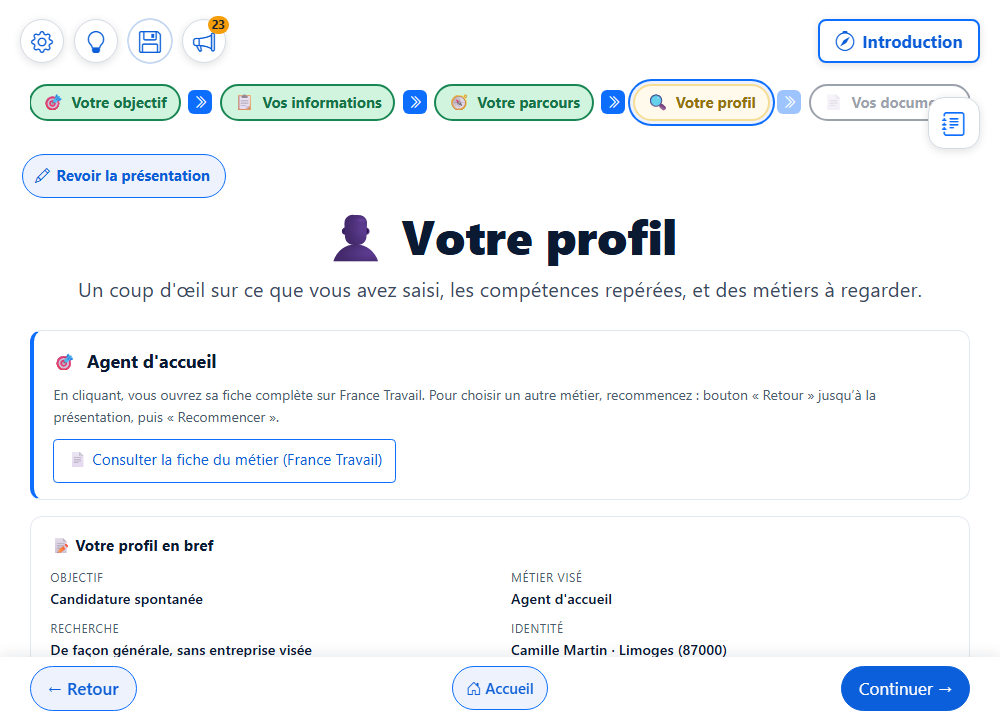 23
Introduction
Votre objectif
Vos informations
Votre parcours
Votre profil
Vos docume
Revoir la présentation
Votre profil
Un coup d'œil sur ce que vous avez saisi, les compétences repérées, et des métiers à regarder.
Agent d'accueil
En cliquant, vous ouvrez sa fiche complète sur France Travail. Pour choisir un autre métier, recommencez : bouton « Retour » jusqu’à la
présentation, puis « Recommencer ».
Consulter la fiche du métier (France Travail)
Votre profil en bref
OBJECTIF
Candidature spontanée
MÉTIER VISÉ
Agent d'accueil
RECHERCHE
De façon générale, sans entreprise visée
IDENTITÉ
Camille Martin · Limoges (87000)
← Retour
Accueil
Continuer →